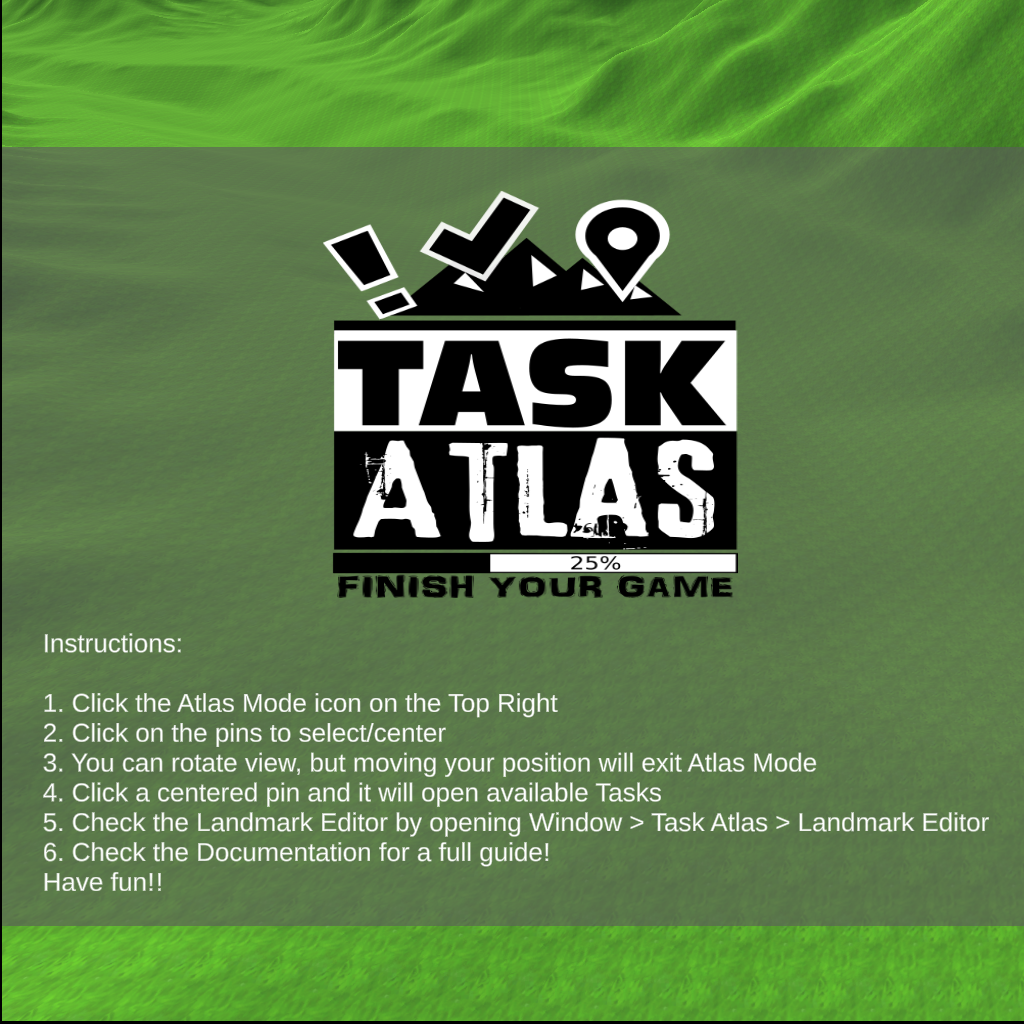 TASK
ATLAS
25%
FINISH YOUR GAME
Instructions:
1. Click the Atlas Mode icon on the Top Right
2. Click on the pins to select/center
3. You can rotate view, but moving your position will exit Atlas Mode
4. Click a centered pin and it will open available Tasks
5. Check the Landmark Editor by opening Window > Task Atlas > Landmark Editor
6. Check the Documentation for a full guide!
Have fun!!